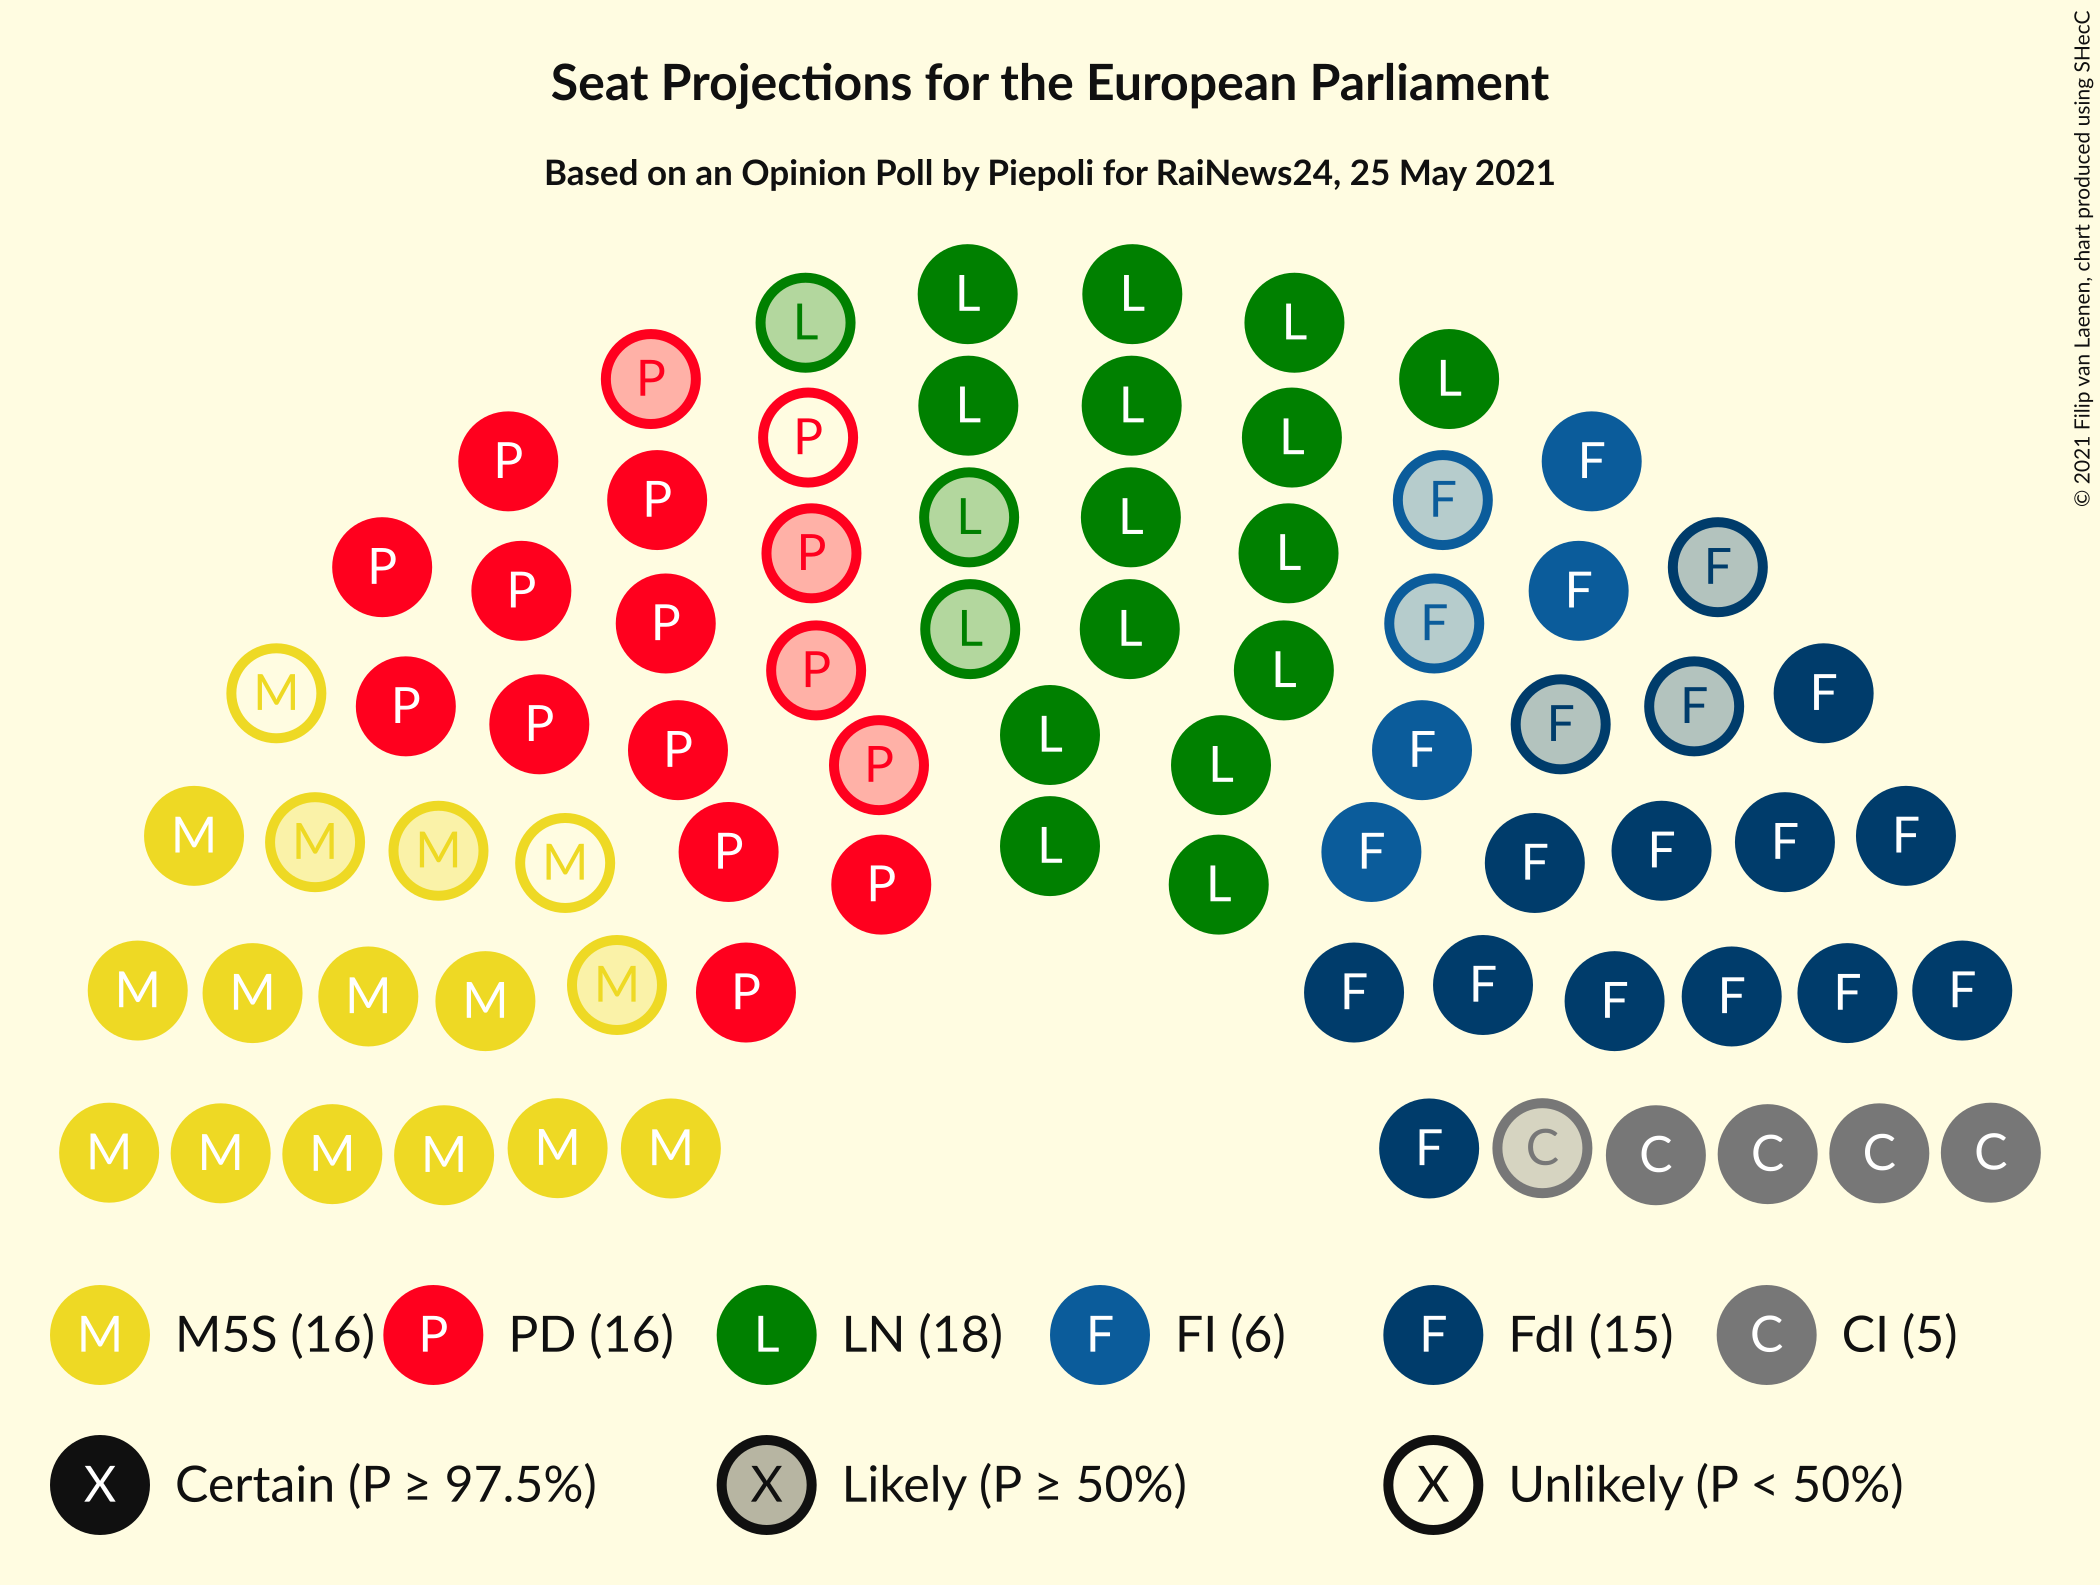 Seat Projections for the European Parliament
Based on an Opinion Poll by Piepoli for RaiNews24, 25 May 2021
© 2021 Filip van Laenen, chart produced using SHecC
L L
L L
P L
L L
P L
P P
P F
P F F
L L
P L
P F
P F F
P P
L L
M P F F
P P F F
L
P F
P L
M M M F F F
M F
L
P F
P L
M M M M F F F F
M F
P F
M M F F
M C
M M M M M F C C C C
M M5S (16) P PD (16) L LN (18) F FI (6) F FdI (15) C CI (5)
X Certain (P ≥ 97.5%) X Likely (P ≥ 50%) X Unlikely (P < 50%)